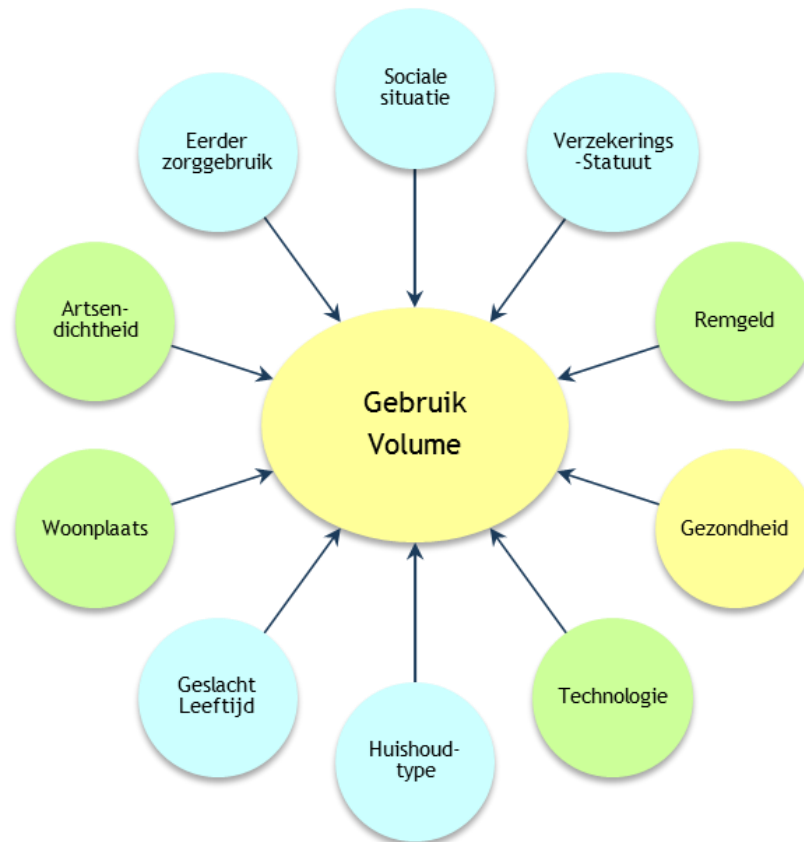 Sociale
situatie
Eerder
zorggebruik
Verzekerings
-Statuut
Artsen-
dichtheid
Remgeld
Gebruik
Volume
Woonplaats
Gezondheid
Geslacht
Leeftijd
Technologie
Huishoud-
type